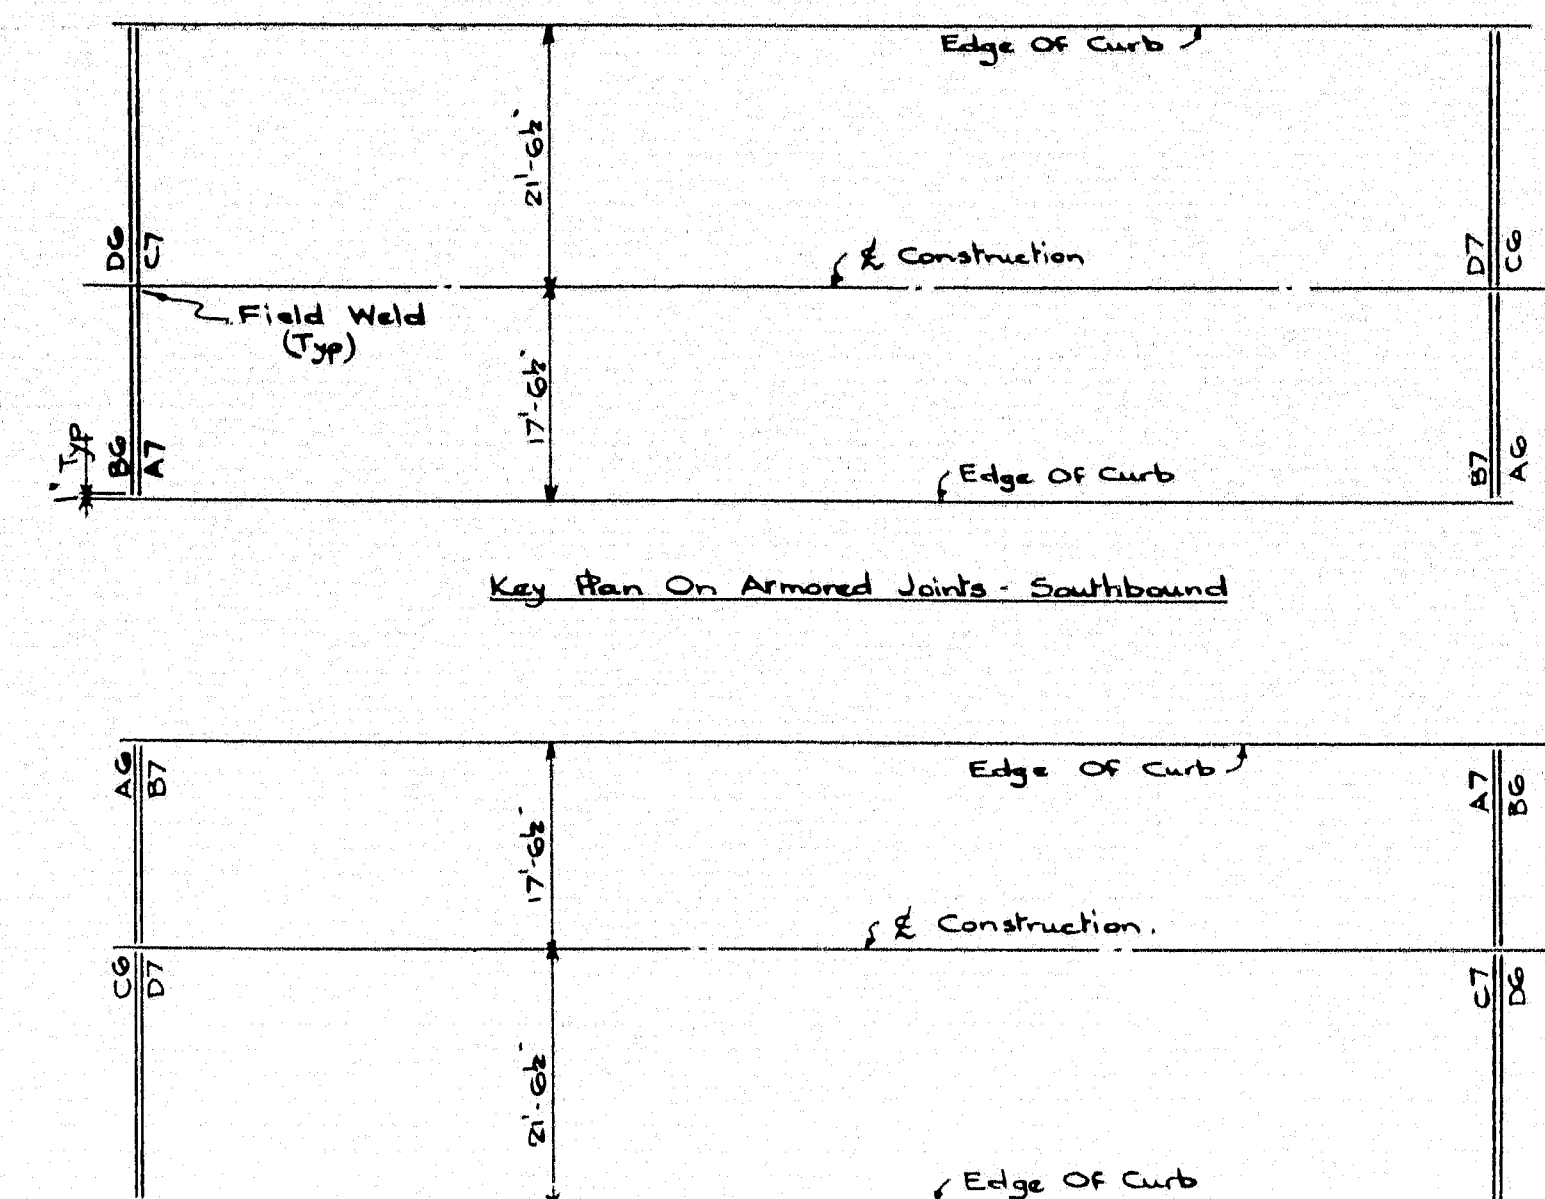 Edge Of Curb
21'-6½"
D6
C7
℄ Construction
D7
C6
Field Weld
(Typ)
17'-6½"
1" Typ
B6
A7
Edge Of Curb
B7
A6
Key Plan On Armored Joints - Southbound
A6
B7
Edge Of Curb
A7
B6
17'-6½"
℄ Construction.
C6
D7
C7
D6
21'-6½"
Edge Of Curb